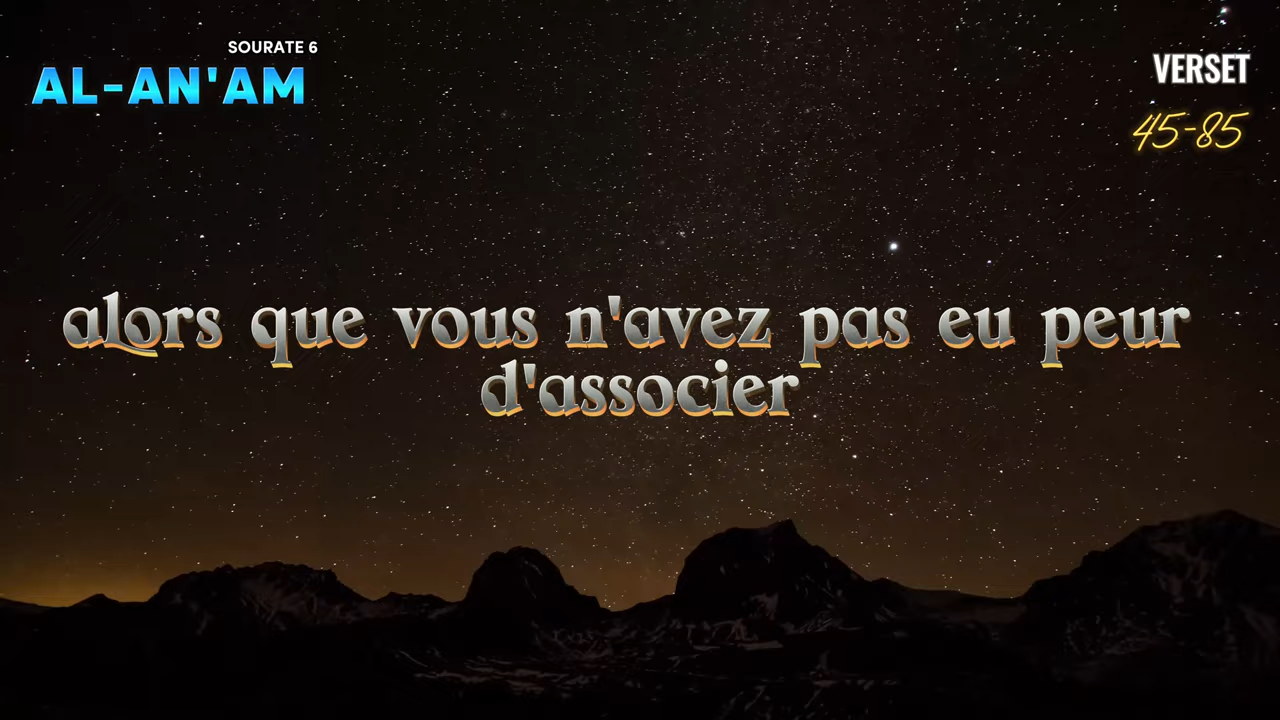 SOURATE 6
AL-AN'AM
VERSET
45-85
alors que vous n'avez pas eu peur
d'associer